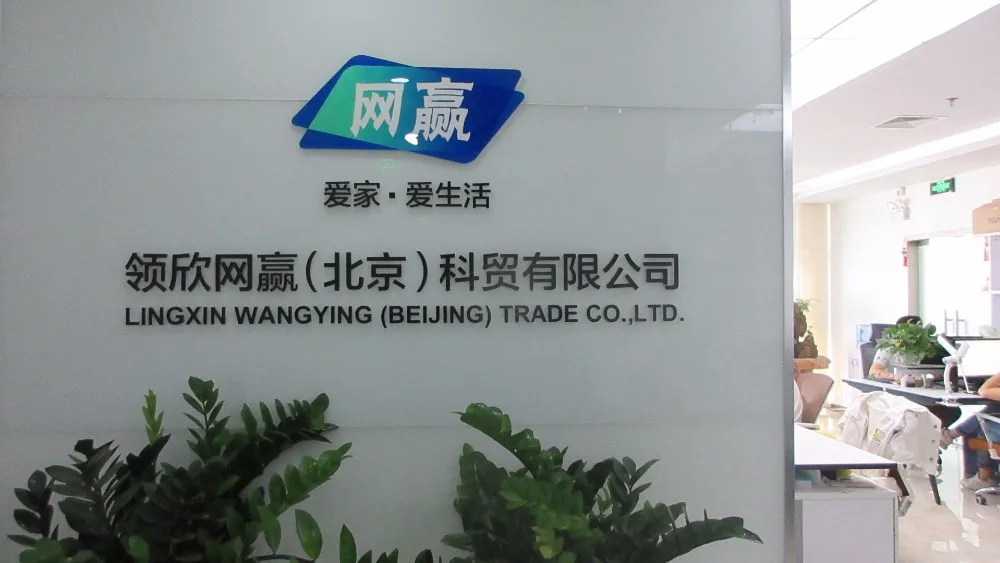 网赢
爱家·爱生活
领欣网赢(北京)科贸有限公司
LINGXIN WANGYING (BEIJING) TRADE CO.,LTD.